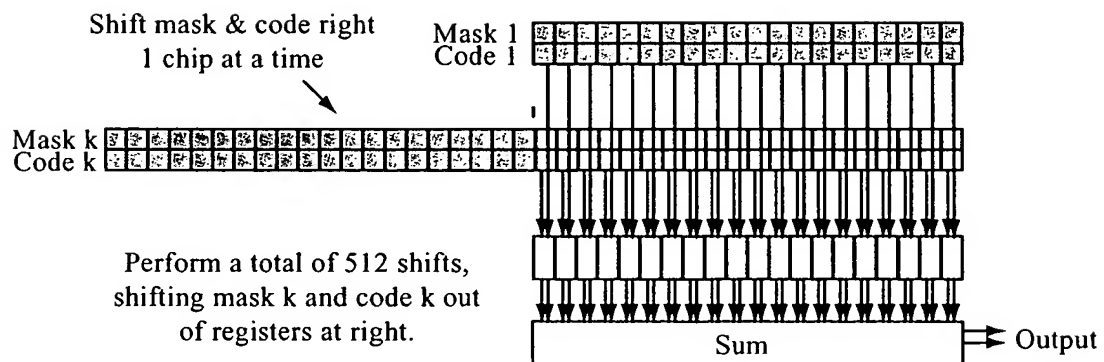 Shift mask & code right
1 chip at a time
Mask 1
Code 1
Mask k
Code k
Perform a total of 512 shifts,
shifting mask k and code k out
of registers at right.
Sum
Output